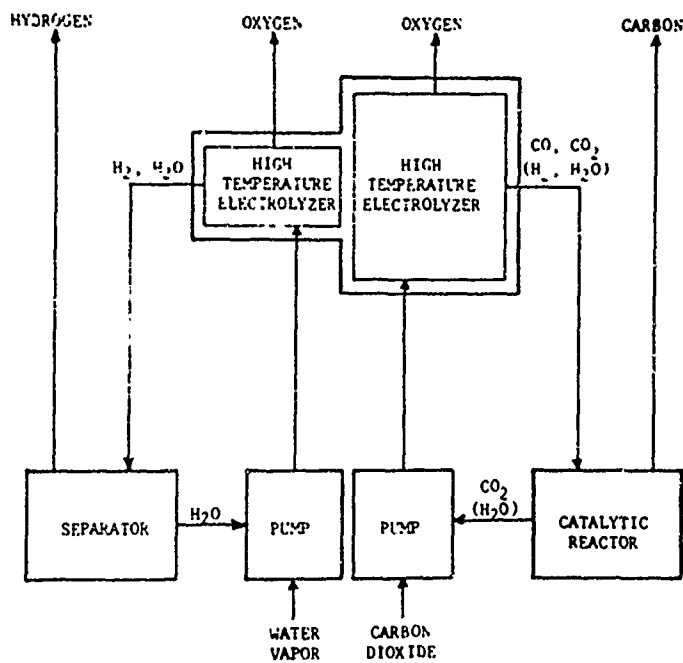 HYDROGEN
OXYGEN
OXYGEN
CARBON
H2, H2O
HIGH
TEMPERATURE
ELECTROLYZER
HIGH
TEMPERATURE
ELECTROLYZER
CO, CO2
(H_, H2O)
SEPARATOR
H2O
PUMP
PUMP
CO2
(H2O)
CATALYTIC
REACTOR
WATER
VAPOR
CARBON
DIOXIDE